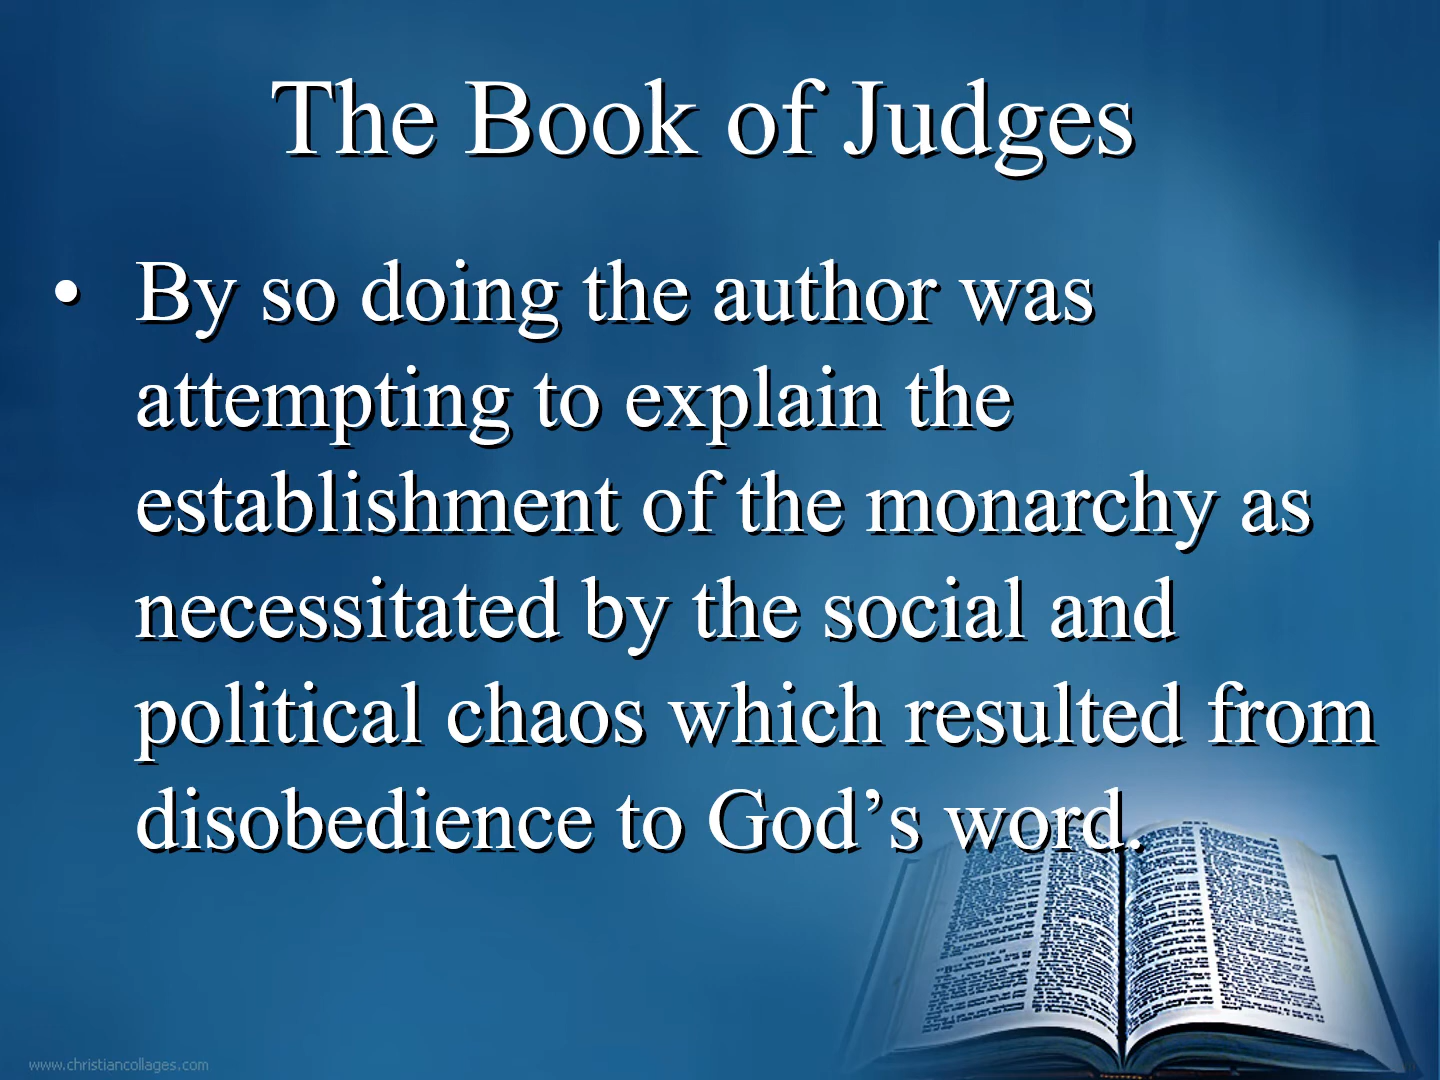 The Book of Judges
• By so doing the author was
attempting to explain the
establishment of the monarchy as
necessitated by the social and
political chaos which resulted from
disobedience to God’s word.
www.christiancollages.com